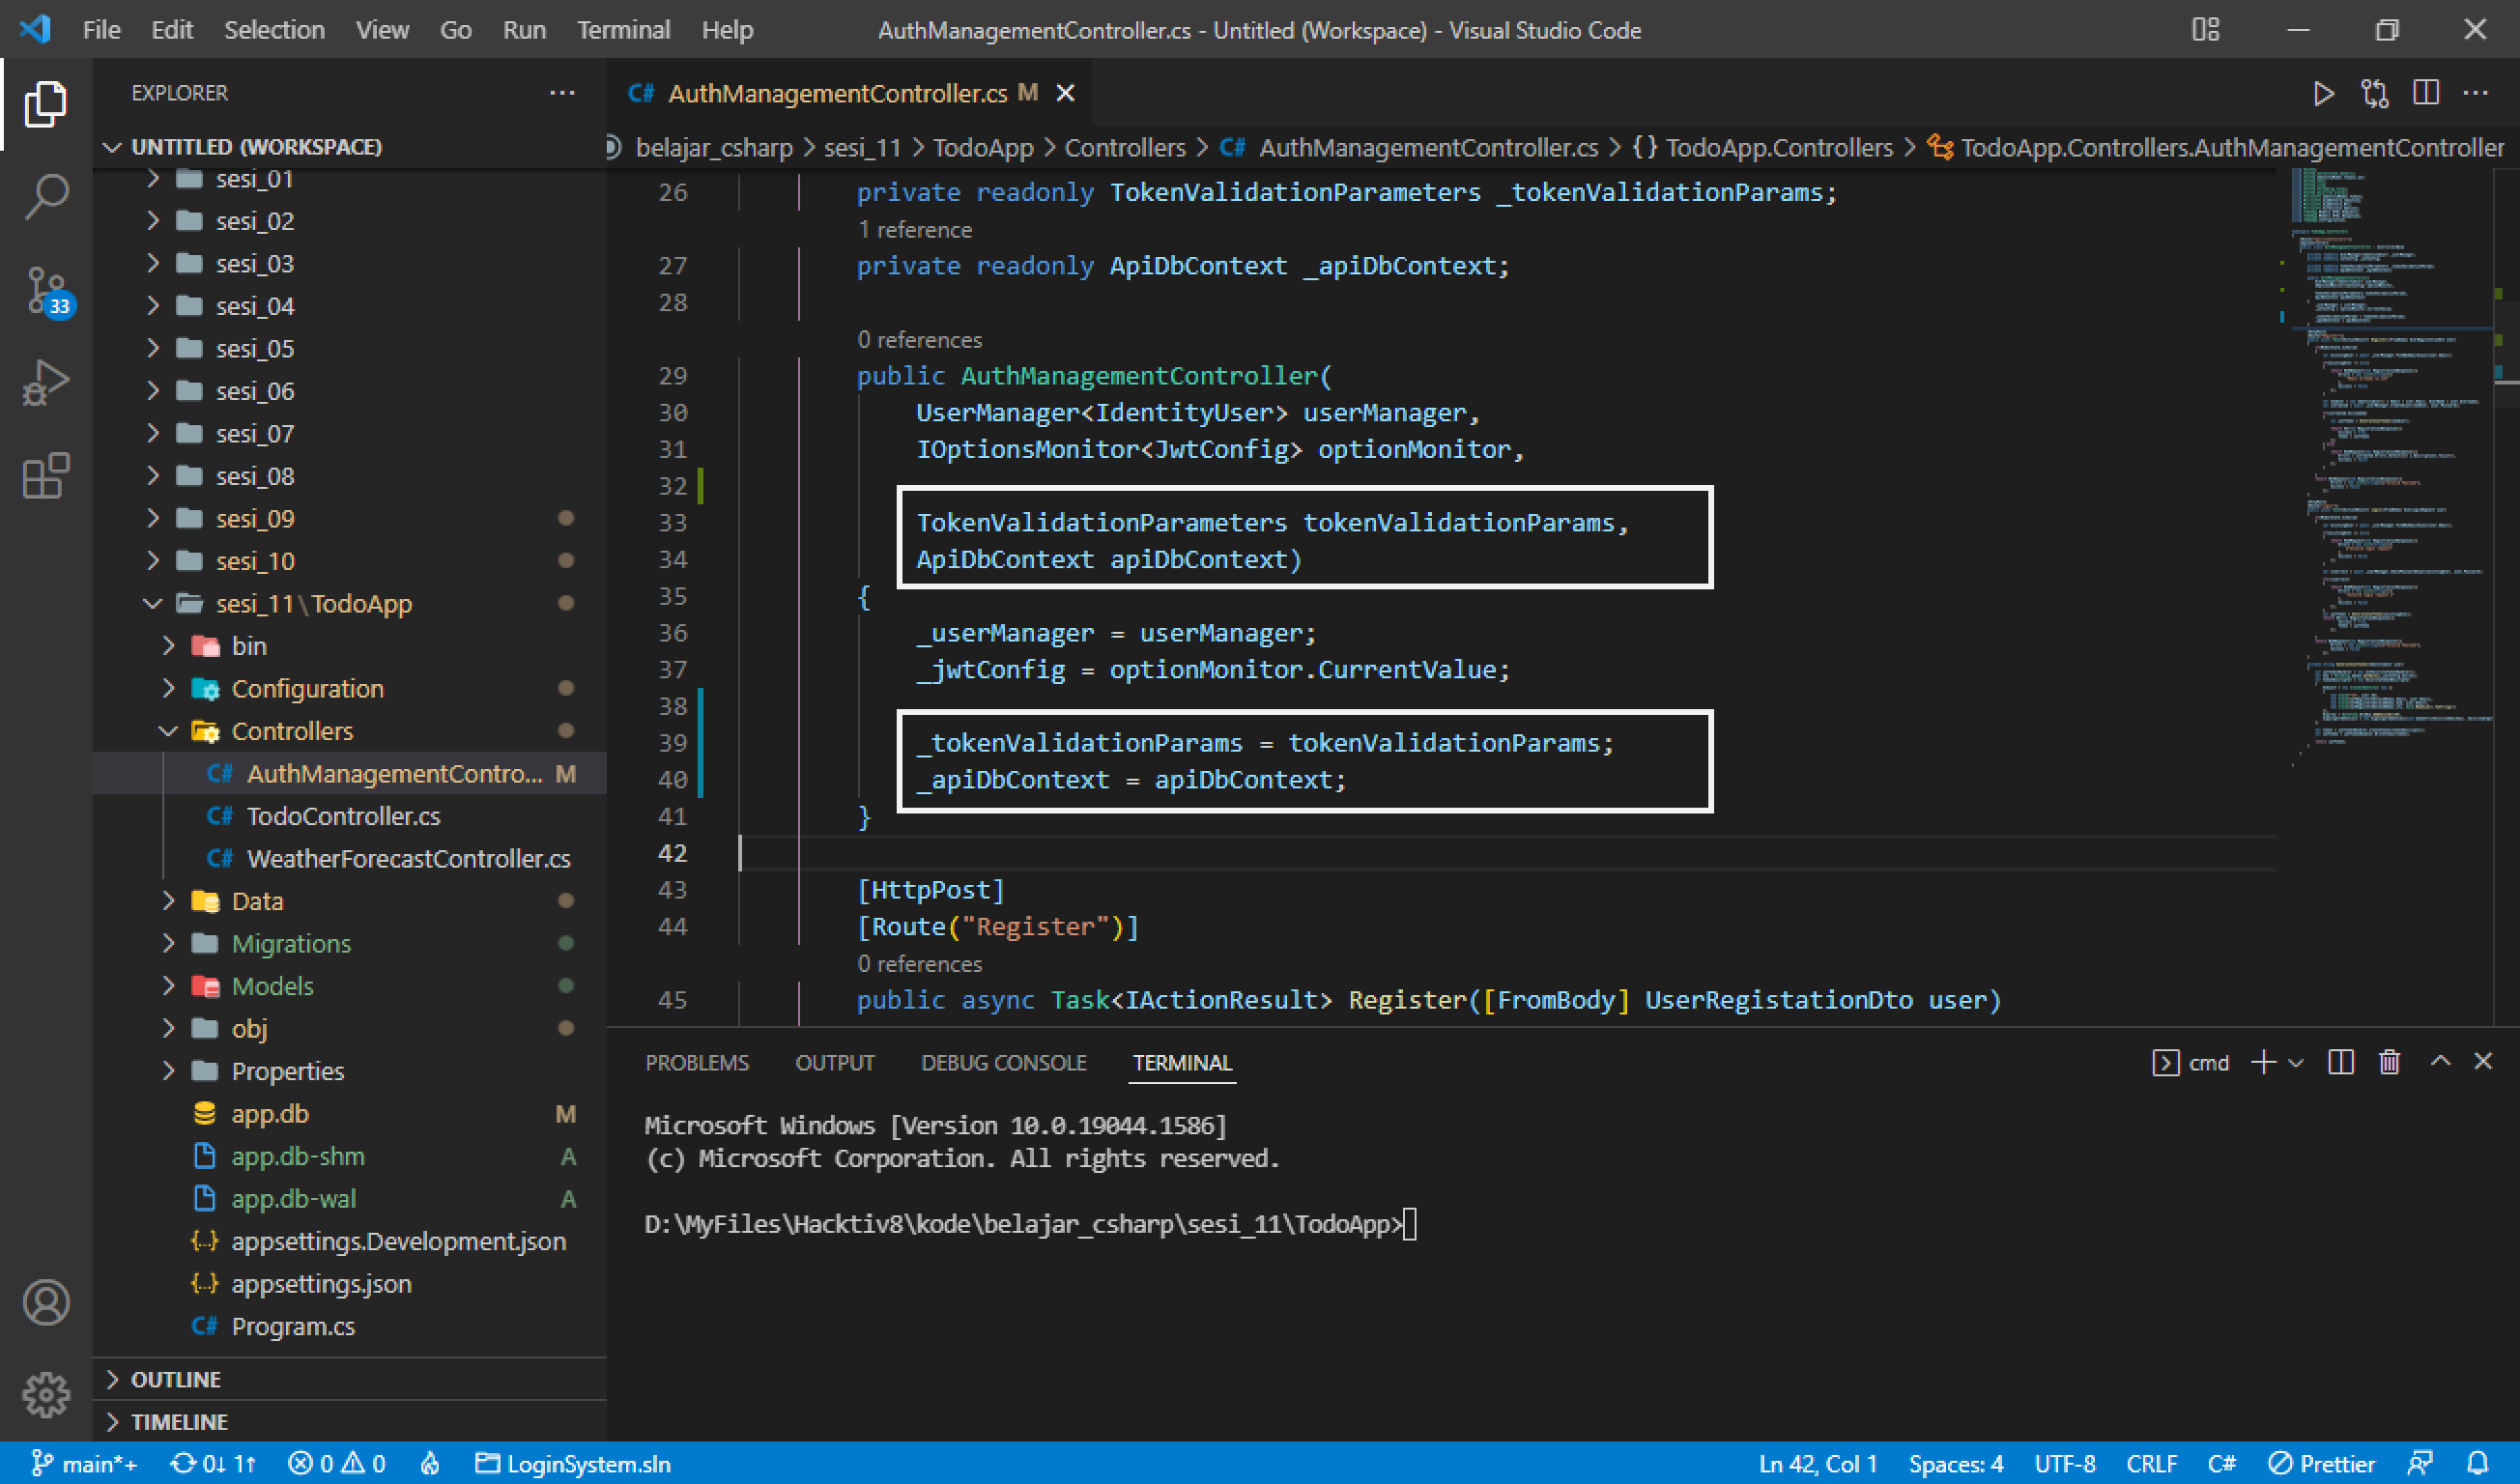 File Edit Selection View Go Run Terminal Help
AuthManagementController.cs - Untitled (Workspace) - Visual Studio Code
EXPLORER
UNTITLED (WORKSPACE)
sesi_01
sesi_02
sesi_03
sesi_04
sesi_05
sesi_06
sesi_07
sesi_08
sesi_09
sesi_10
sesi_11\TodoApp
bin
Configuration
Controllers
C# AuthManagementContro... M
C# TodoController.cs
C# WeatherForecastController.cs
Data
Migrations
Models
obj
Properties
app.db M
app.db-shm A
app.db-wal A
{..} appsettings.Development.json
{..} appsettings.json
C# Program.cs
OUTLINE
TIMELINE
33
C# AuthManagementController.cs M
belajar_csharp > sesi_11 > TodoApp > Controllers > C# AuthManagementController.cs > {} TodoApp.Controllers > TodoApp.Controllers.AuthManagementController
26 private readonly TokenValidationParameters _tokenValidationParams;
1 reference
27 private readonly ApiDbContext _apiDbContext;
28
0 references
29 public AuthManagementController(
30 UserManager<IdentityUser> userManager,
31 IOptionsMonitor<JwtConfig> optionMonitor,
32
33 TokenValidationParameters tokenValidationParams,
34 ApiDbContext apiDbContext)
35 {
36 _userManager = userManager;
37 _jwtConfig = optionMonitor.CurrentValue;
38
39 _tokenValidationParams = tokenValidationParams;
40 _apiDbContext = apiDbContext;
41 }
42
43 [HttpPost]
44 [Route("Register")]
0 references
45 public async Task<IActionResult> Register([FromBody] UserRegistationDto user)
PROBLEMS OUTPUT DEBUG CONSOLE TERMINAL
cmd
Microsoft Windows [Version 10.0.19044.1586]
(c) Microsoft Corporation. All rights reserved.
D:\MyFiles\Hacktiv8\kode\belajar_csharp\sesi_11\TodoApp>
main*+ 0↓ 1↑ 0 0 LoginSystem.sln
Ln 42, Col 1 Spaces: 4 UTF-8 CRLF C# Prettier